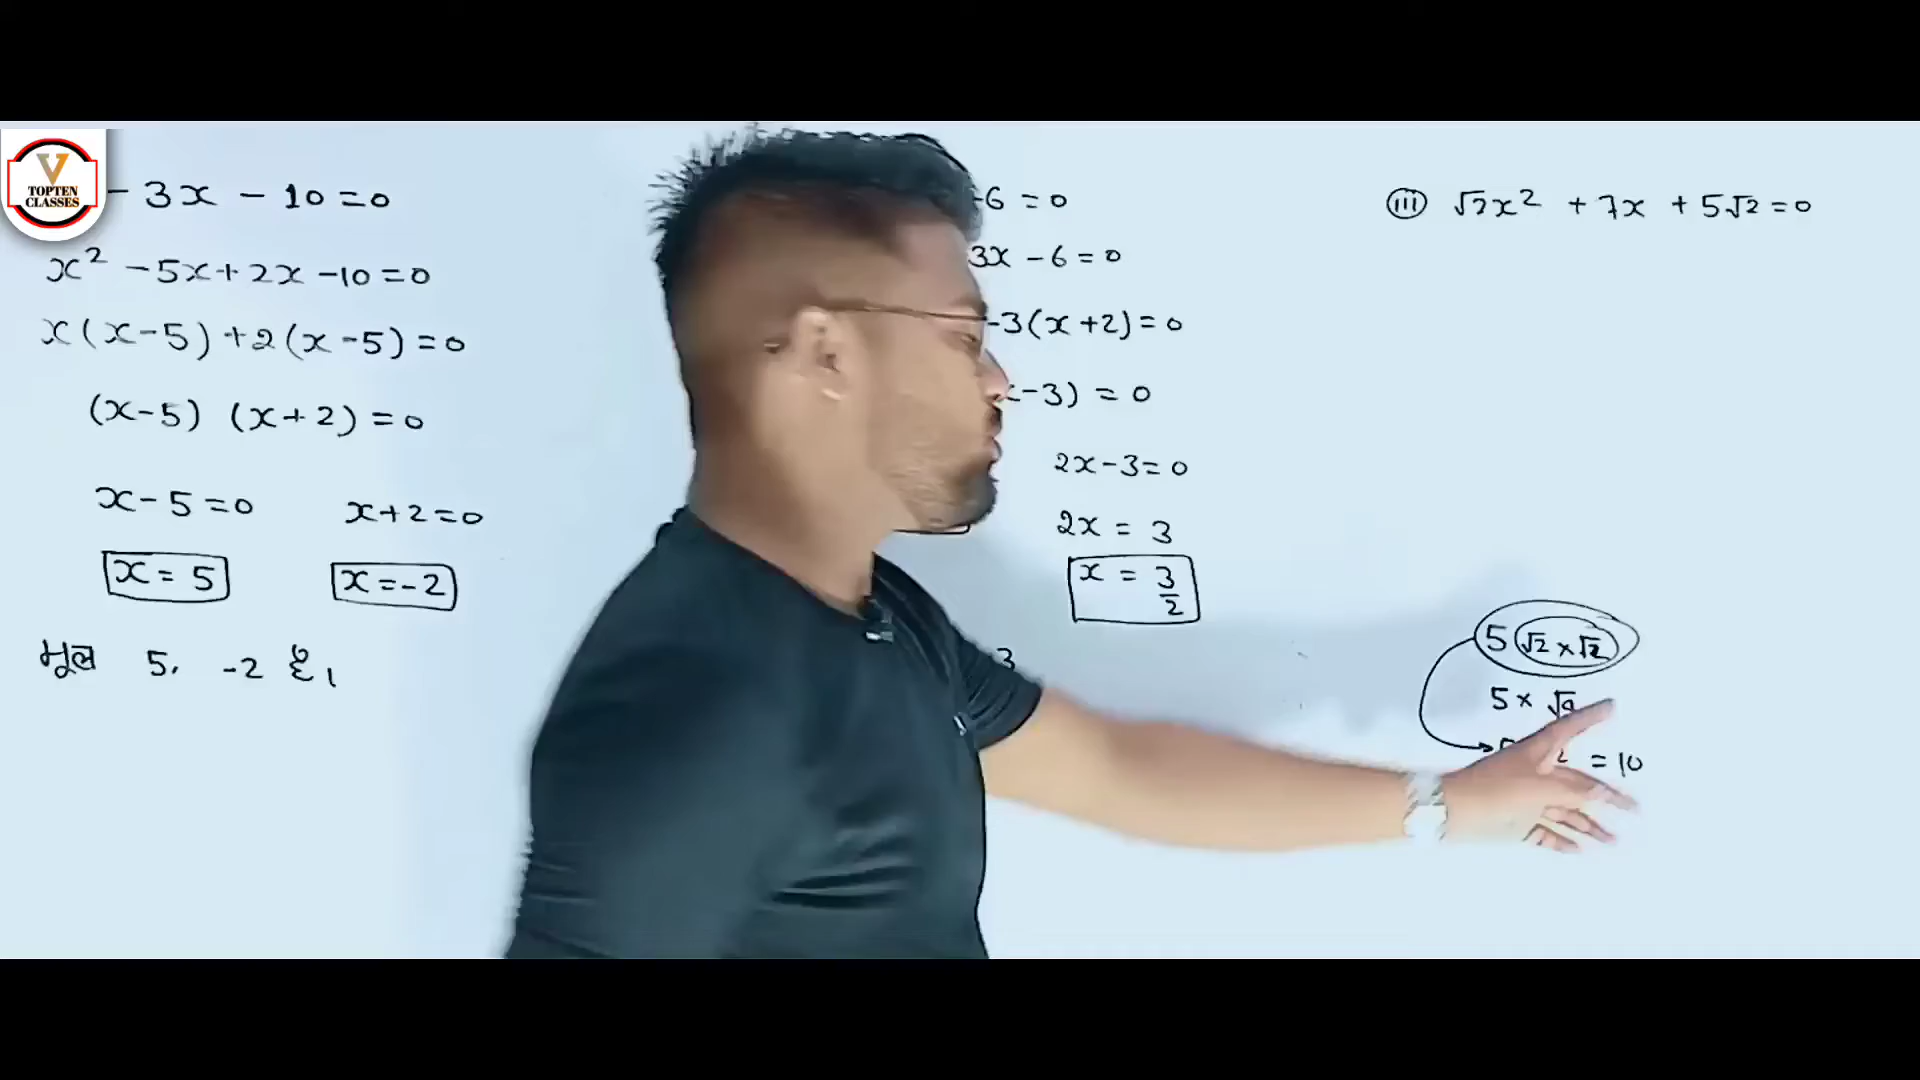 V
TOPTEN
CLASSES
- 3x - 10 = 0
x² - 5x + 2x - 10 = 0
x(x-5) + 2(x-5) = 0
(x-5) (x+2) = 0
x - 5 = 0 x + 2 = 0
x = 5 x = -2
मूल 5, -2 है।
-6 = 0
3x - 6 = 0
-3(x+2) = 0
-3) = 0
2x - 3 = 0
2x = 3
x = 3/2
3
(iii) √2x² + 7x + 5√2 = 0
5 √2 × √2
5 × √
= 10